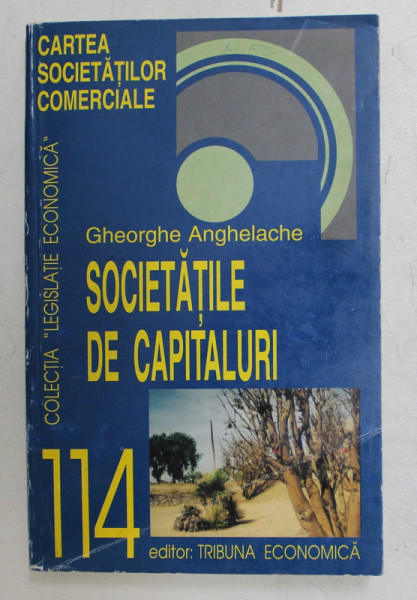 CARTEA
SOCIETĂȚILOR
COMERCIALE
COLECȚIA "LEGISLAȚIE ECONOMICĂ"
Gheorghe Anghelache
SOCIETĂȚILE
DE CAPITALURI
114
editor: TRIBUNA ECONOMICĂ